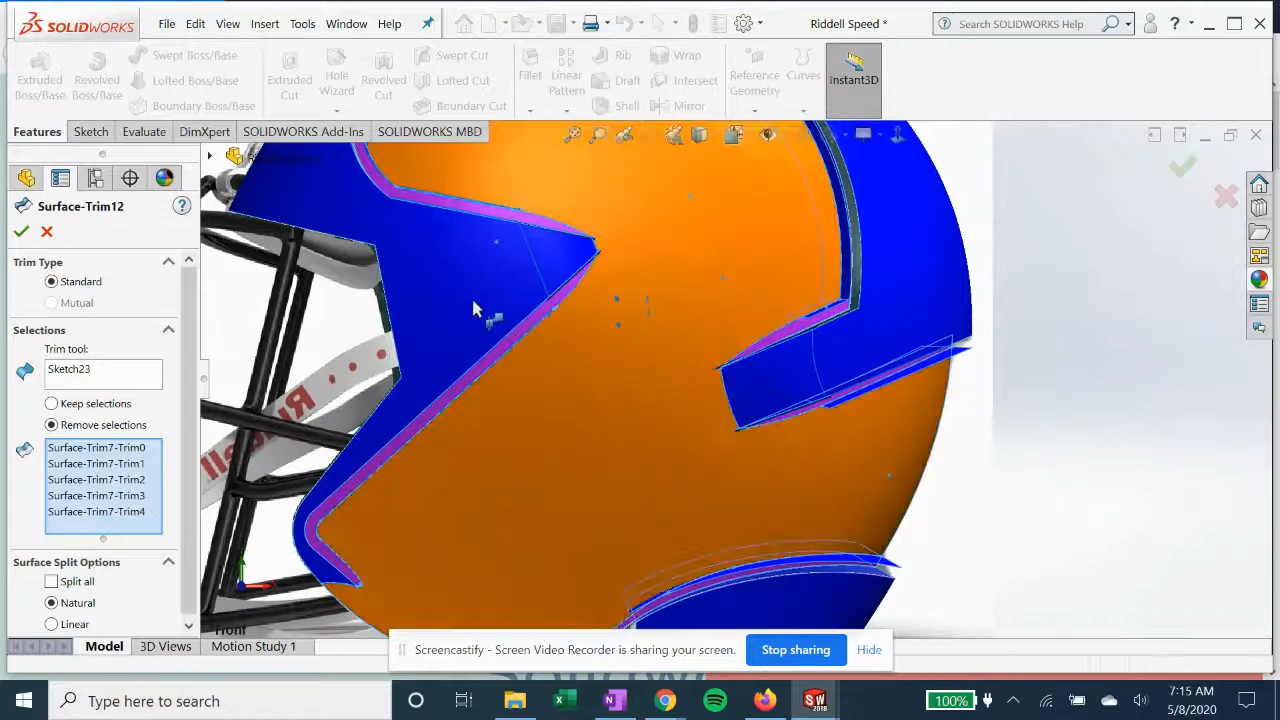 SOLIDWORKS File Edit View Insert Tools Window Help Riddell Speed * Search SOLIDWORKS Help ?
Extruded Boss/Base
Revolved Boss/Base
Swept Boss/Base
Lofted Boss/Base
Boundary Boss/Base
Extruded Cut
Hole Wizard
Revolved Cut
Swept Cut
Lofted Cut
Boundary Cut
Fillet
Linear Pattern
Rib
Draft
Shell
Wrap
Intersect
Mirror
Reference Geometry
Curves
Instant3D
Features Sketch Evaluate DimXpert SOLIDWORKS Add-Ins SOLIDWORKS MBD
Surface-Trim12 ?
Trim Type
Standard
Mutual
Selections
Trim tool:
Sketch23
Keep selections
Remove selections
Surface-Trim7-Trim0
Surface-Trim7-Trim1
Surface-Trim7-Trim2
Surface-Trim7-Trim3
Surface-Trim7-Trim4
Surface Split Options
Split all
Natural
Linear
*Front
Model 3D Views Motion Study 1
Screencastify - Screen Video Recorder is sharing your screen. Stop sharing Hide
Type here to search
SW 2018
100%
7:15 AM
5/8/2020